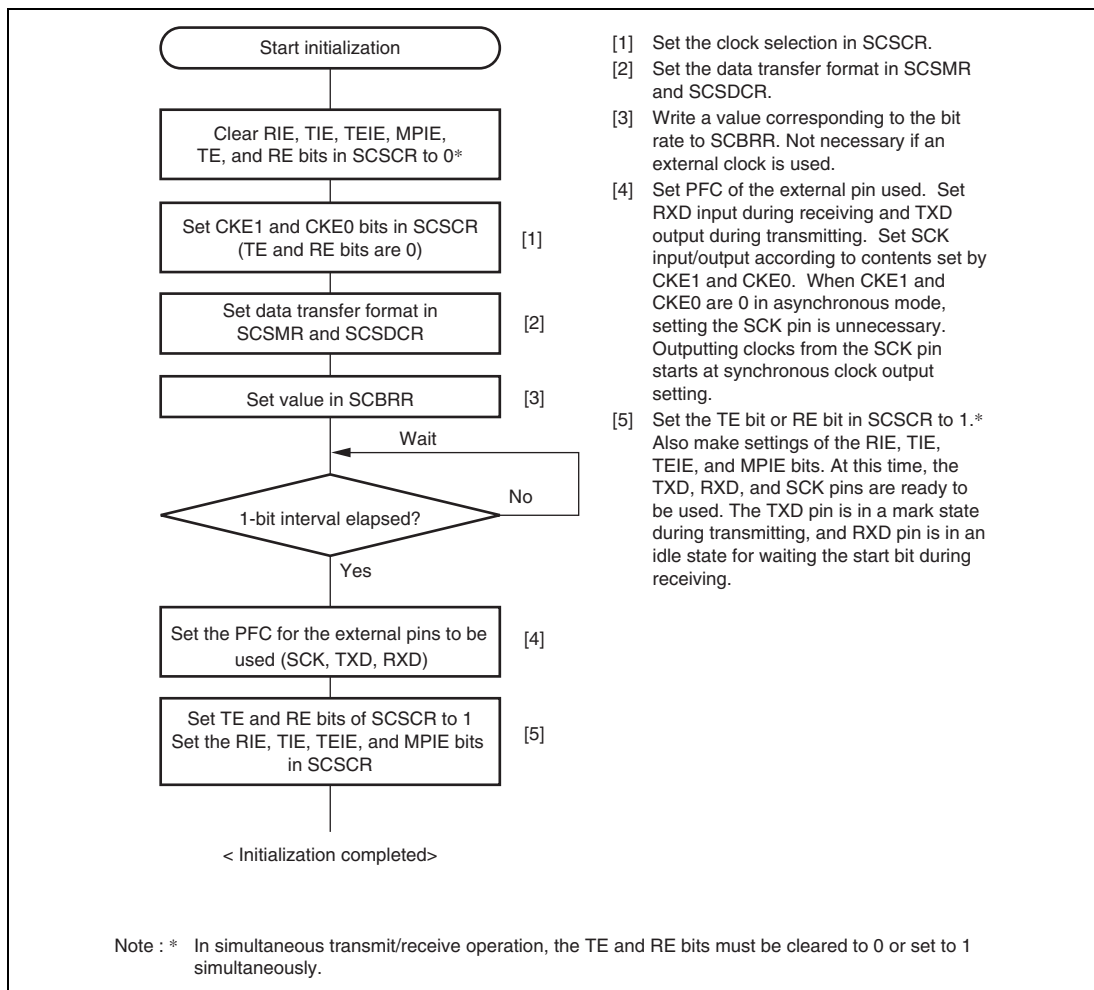 Start initialization
Clear RIE, TIE, TEIE, MPIE,
TE, and RE bits in SCSCR to 0*
Set CKE1 and CKE0 bits in SCSCR
(TE and RE bits are 0)
[1]
Set data transfer format in
SCSMR and SCSDCR
[2]
Set value in SCBRR
[3]
Wait
1-bit interval elapsed?
No
Yes
Set the PFC for the external pins to be
used (SCK, TXD, RXD)
[4]
Set TE and RE bits of SCSCR to 1
Set the RIE, TIE, TEIE, and MPIE bits
in SCSCR
[5]
< Initialization completed>
[1] Set the clock selection in SCSCR.
[2] Set the data transfer format in SCSMR
and SCSDCR.
[3] Write a value corresponding to the bit
rate to SCBRR. Not necessary if an
external clock is used.
[4] Set PFC of the external pin used. Set
RXD input during receiving and TXD
output during transmitting. Set SCK
input/output according to contents set by
CKE1 and CKE0. When CKE1 and
CKE0 are 0 in asynchronous mode,
setting the SCK pin is unnecessary.
Outputting clocks from the SCK pin
starts at synchronous clock output
setting.
[5] Set the TE bit or RE bit in SCSCR to 1.*
Also make settings of the RIE, TIE,
TEIE, and MPIE bits. At this time, the
TXD, RXD, and SCK pins are ready to
be used. The TXD pin is in a mark state
during transmitting, and RXD pin is in an
idle state for waiting the start bit during
receiving.
Note : * In simultaneous transmit/receive operation, the TE and RE bits must be cleared to 0 or set to 1
simultaneously.